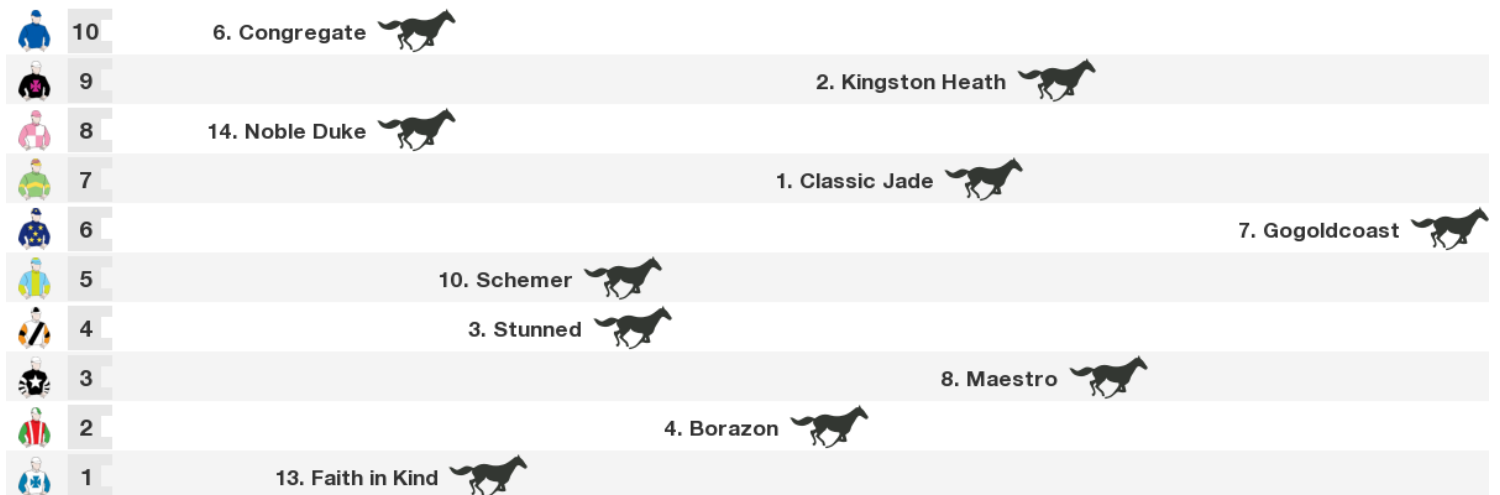 10 6. Congregate
9 2. Kingston Heath
8 14. Noble Duke
7 1. Classic Jade
6 7. Gogoldcoast
5 10. Schemer
4 3. Stunned
3 8. Maestro
2 4. Borazon
1 13. Faith in Kind